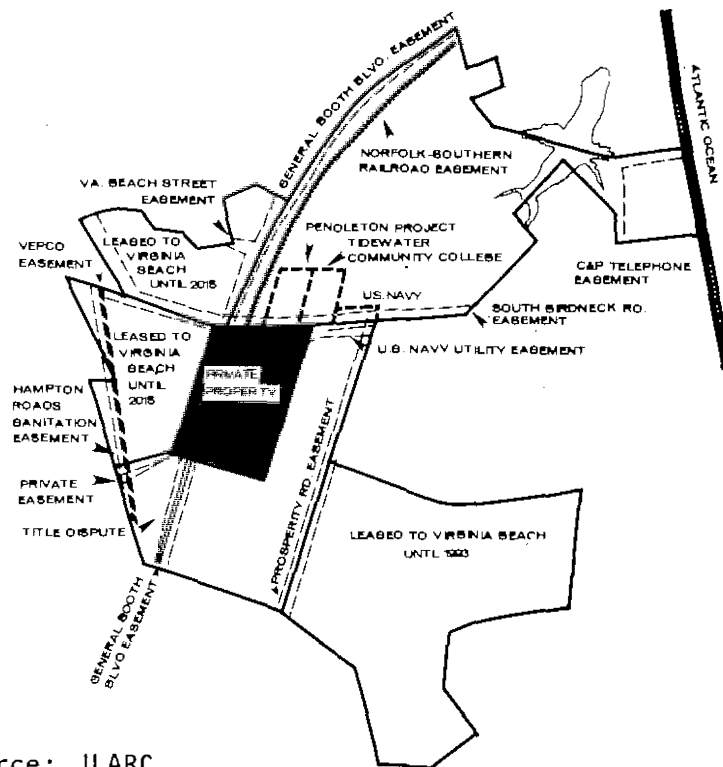 GENERAL BOOTH BLVD. EASEMENT
ATLANTIC OCEAN
NORFOLK-SOUTHERN
RAILROAD EASEMENT
VA. BEACH STREET
EASEMENT
PENDLETON PROJECT
TIDEWATER
COMMUNITY COLLEGE
VEPCO
EASEMENT
LEASED TO
VIRGINIA
BEACH
UNTIL 2015
C&P TELEPHONE
EASEMENT
U.S. NAVY
SOUTH BIRDNECK RD.
EASEMENT
LEASED TO
VIRGINIA
BEACH
UNTIL
2015
U.S. NAVY UTILITY EASEMENT
PRIVATE
PROPERTY
HAMPTON
ROADS
SANITATION
EASEMENT
PRIVATE
EASEMENT
TITLE DISPUTE
PROSPERITY RD. EASEMENT
LEASED TO VIRGINIA BEACH
UNTIL 1993
GENERAL BOOTH
BLVD EASEMENT
rce: JLARC